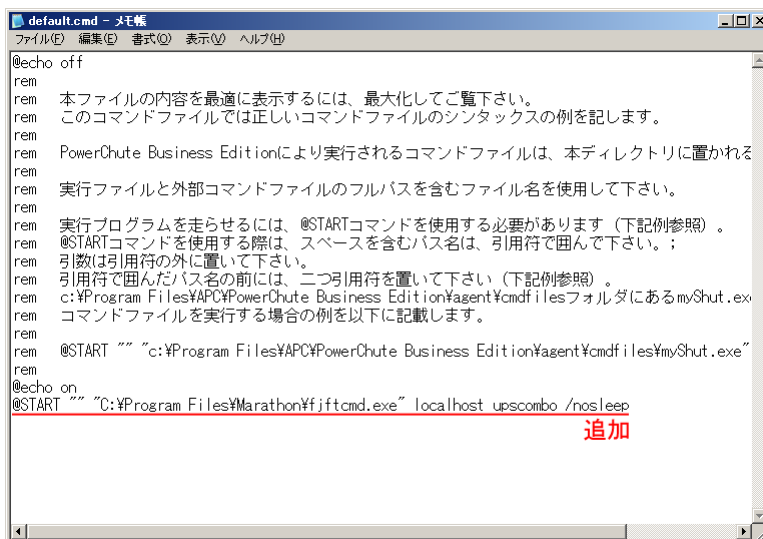 default.cmd - メモ帳
ファイル(F) 編集(E) 書式(O) 表示(V) ヘルプ(H)
@echo off
rem
rem 本ファイルの内容を最適に表示するには、最大化してご覧下さい。
rem このコマンドファイルでは正しいコマンドファイルのシンタックスの例を記します。
rem
rem PowerChute Business Editionにより実行されるコマンドファイルは、本ディレクトリに置かれる
rem
rem 実行ファイルと外部コマンドファイルのフルパスを含むファイル名を使用して下さい。
rem
rem 実行プログラムを走らせるには、@STARTコマンドを使用する必要があります（下記例参照）。
rem @STARTコマンドを使用する際は、スペースを含むパス名は、引用符で囲んで下さい。;
rem 引数は引用符の外に置いて下さい。
rem 引用符で囲んだパス名の前には、二つ引用符を置いて下さい（下記例参照）。
rem c:¥Program Files¥APC¥PowerChute Business Edition¥agent¥cmdfilesフォルダにあるmyShut.ex
rem コマンドファイルを実行する場合の例を以下に記載します。
rem
rem @START "" "c:¥Program Files¥APC¥PowerChute Business Edition¥agent¥cmdfiles¥myShut.exe"
rem
@echo on
@START "" "C:¥Program Files¥Marathon¥fjftcmd.exe" localhost upscombo /nosleep
追加